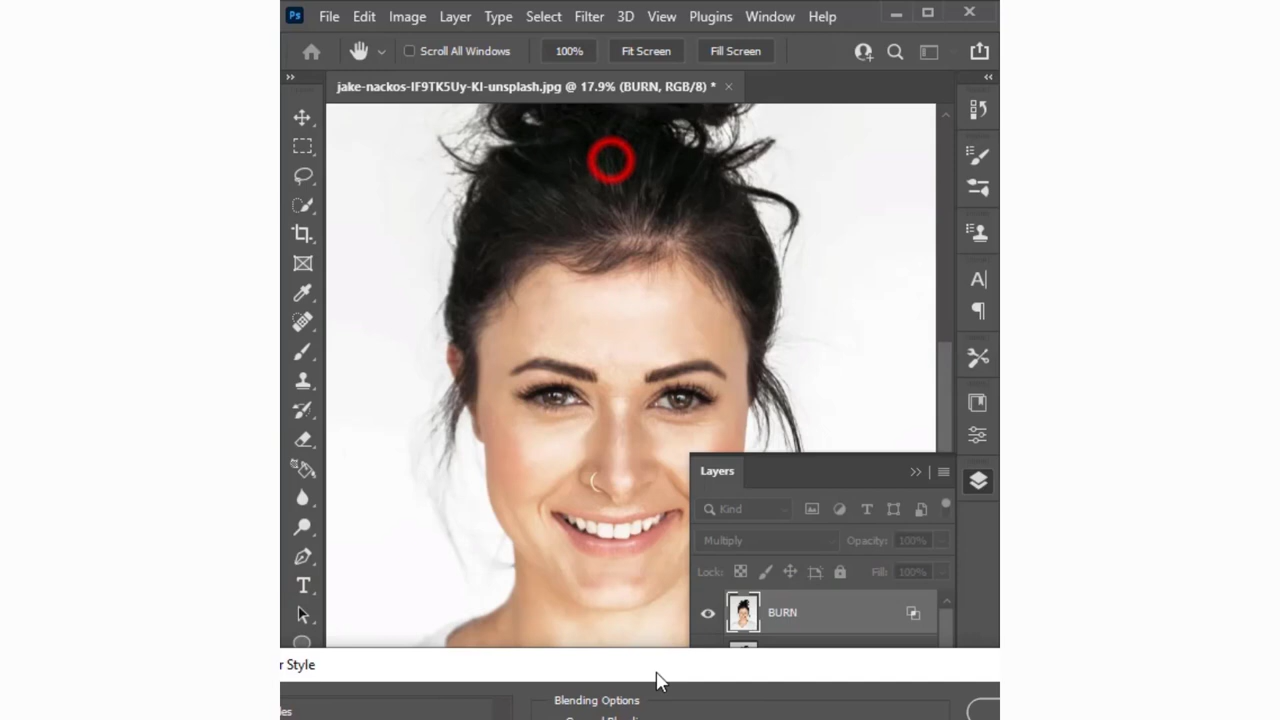 Ps File Edit Image Layer Type Select Filter 3D View Plugins Window Help
Scroll All Windows 100% Fit Screen Fill Screen
jake-nackos-IF9TK5Uy-KI-unsplash.jpg @ 17.9% (BURN, RGB/8) * ×
Layers
Kind
Multiply Opacity: 100%
Lock: Fill: 100%
BURN
r Style
Blending Options
les